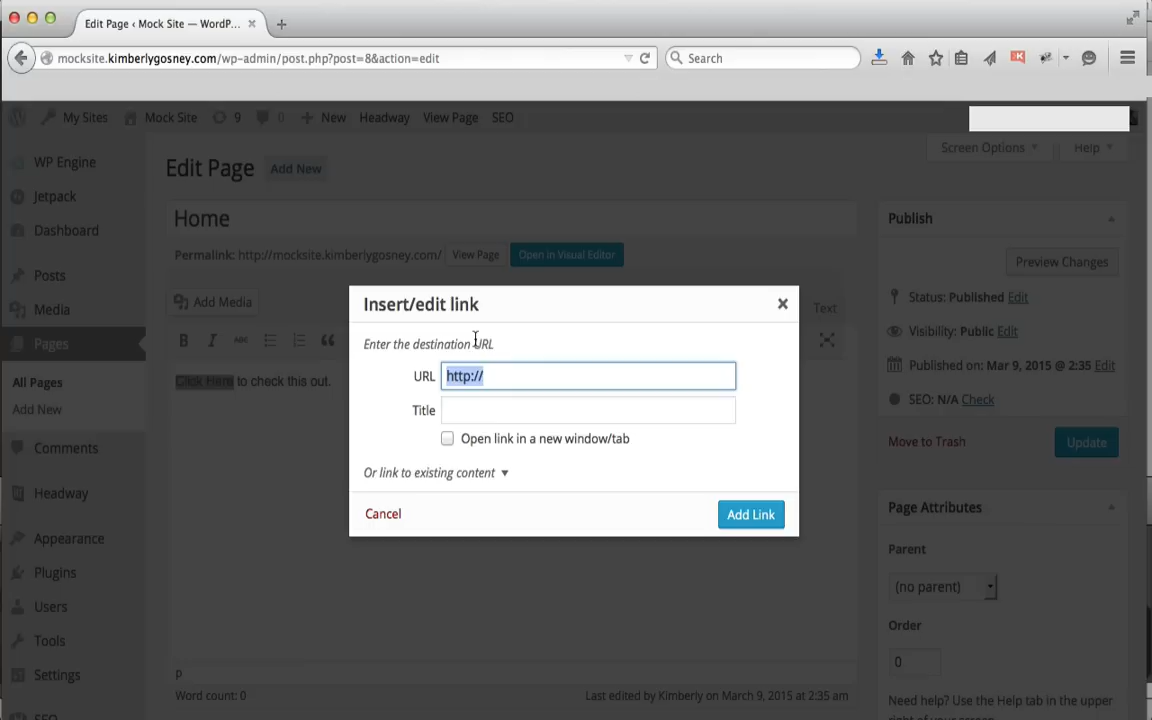 Edit Page ‹ Mock Site — WordP...
mocksite.kimberlygosney.com/wp-admin/post.php?post=8&action=edit
Search
My Sites
Mock Site
9
0
New
Headway
View Page
SEO
Screen Options
Help
WP Engine
Jetpack
Dashboard
Posts
Media
Pages
All Pages
Add New
Comments
Headway
Appearance
Plugins
Users
Tools
Settings
SEO
Edit Page
Add New
Home
Permalink: http://mocksite.kimberlygosney.com/
View Page
Open in Visual Editor
Add Media
Text
B I ABC
Click Here to check this out.
Insert/edit link
Enter the destination URL
URL http://
Title
Open link in a new window/tab
Or link to existing content
Cancel
Add Link
p
Word count: 0
Last edited by Kimberly on March 9, 2015 at 2:35 am
Publish
Preview Changes
Status: Published Edit
Visibility: Public Edit
Published on: Mar 9, 2015 @ 2:35 Edit
SEO: N/A Check
Move to Trash
Update
Page Attributes
Parent
(no parent)
Order
0
Need help? Use the Help tab in the upper
right of your screen.